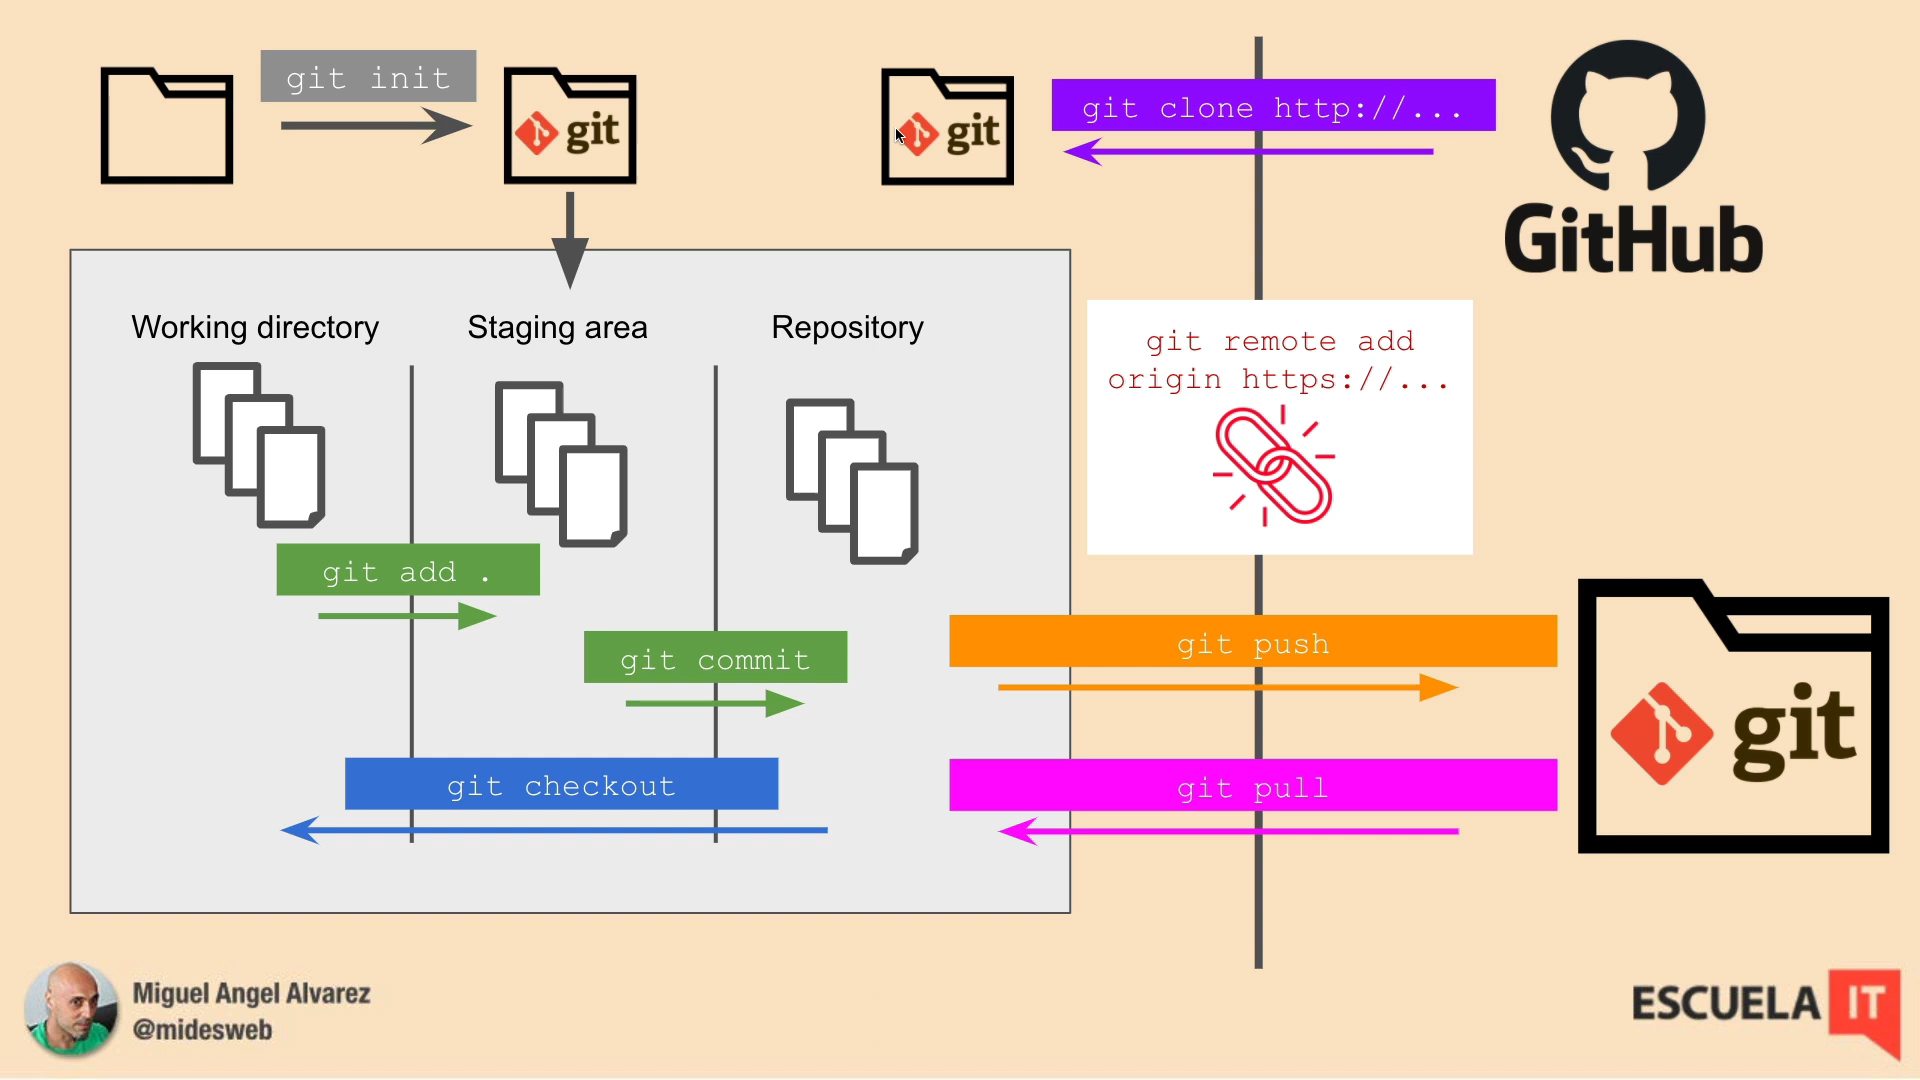 git init
git
git
git clone http://...
GitHub
Working directory
Staging area
Repository
git remote add
origin https://...
git add .
git commit
git push
git checkout
git pull
git
Miguel Angel Alvarez
@midesweb
ESCUELA IT